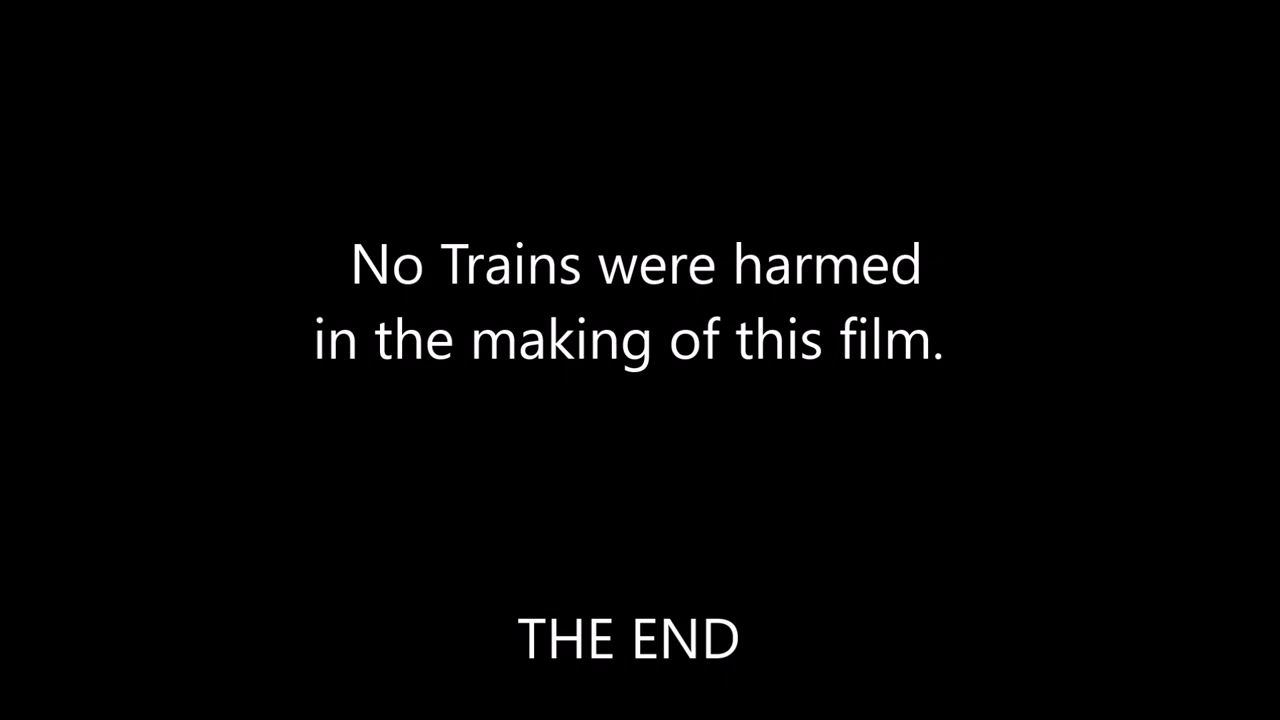 No Trains were harmed
in the making of this film.
THE END